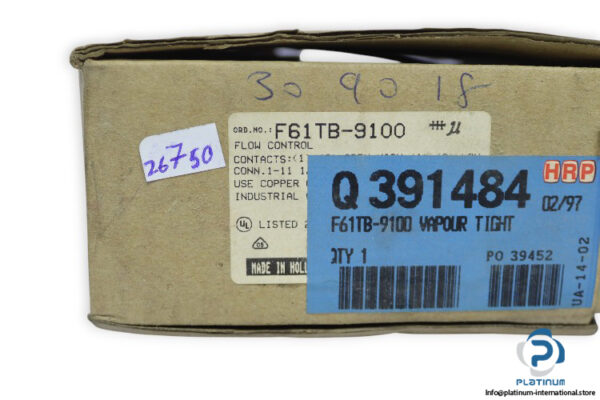 30 90 18
ORD.NO.: F61TB-9100
FLOW CONTROL
CONTACTS:
CONN.1-11
USE COPPER
INDUSTRIAL
UL LISTED
MADE IN
26750
HRP
Q 391484 02/97
F61TB-9100 VAPOUR TIGHT
QTY 1 PO 39452
UA-14-02
PLATINUM
Info@platinum-international.store